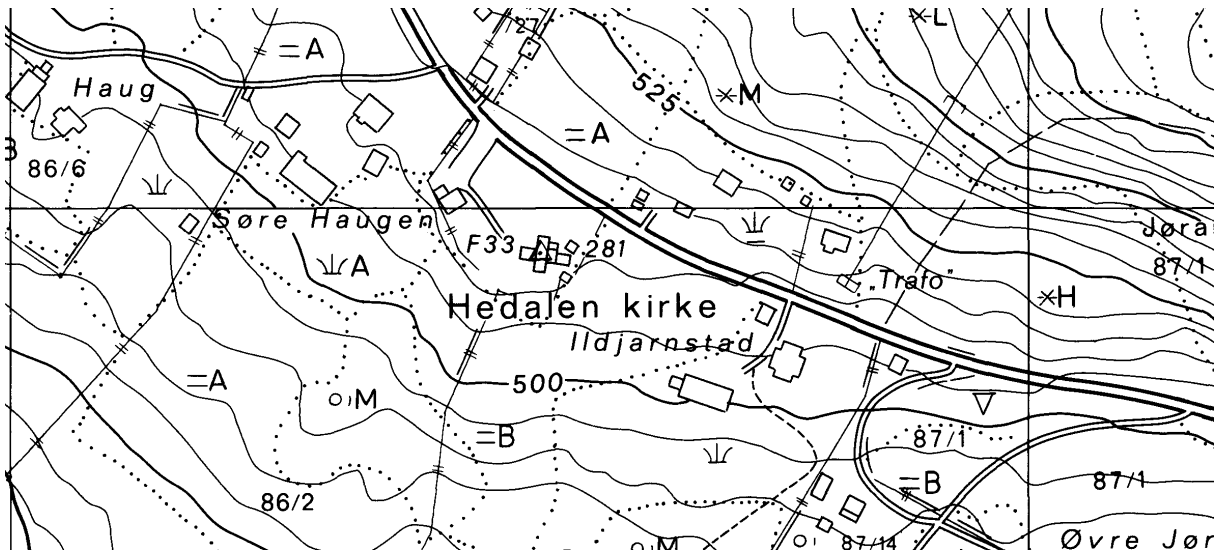 127
L
A
Haug
525
M
A
B
86/6
Søre Haugen
Jøra
F33
281
87/1
A
„Trafo"
H
Hedalen kirke
Ildjarnstad
500
A
M
B
87/1
B
87/1
86/2
M
87/14
Øvre Jør